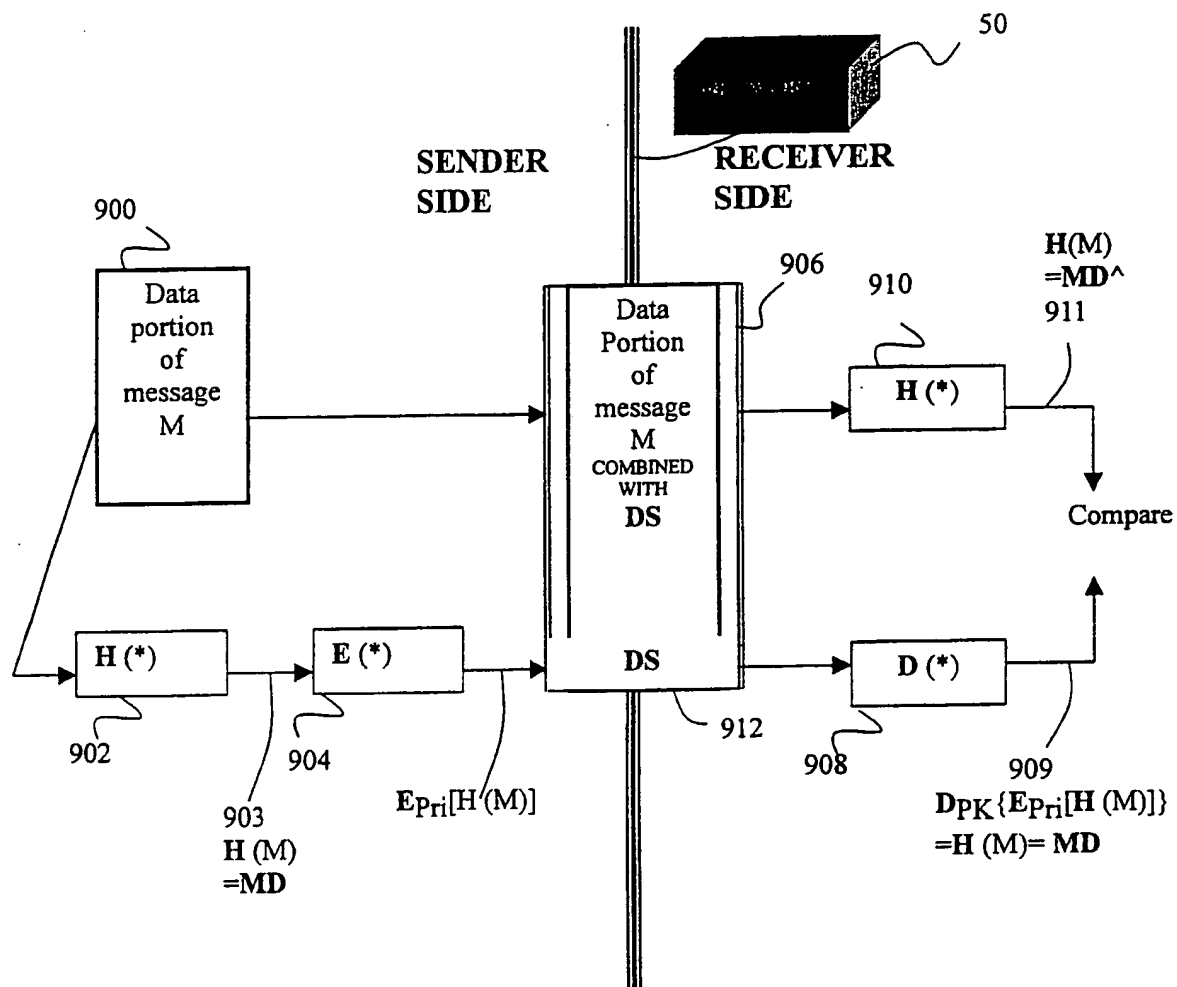 50
SENDER
SIDE
RECEIVER
SIDE
900
Data
portion
of
message
M
906
Data
Portion
of
message
M
COMBINED
WITH
DS
910
H(M)
=MD^
911
H (*)
Compare
H (*)
E (*)
DS
D (*)
902
904
912
908
909
903
H (M)
=MD
EPri[H (M)]
DPK{EPri[H (M)]}
=H (M)= MD